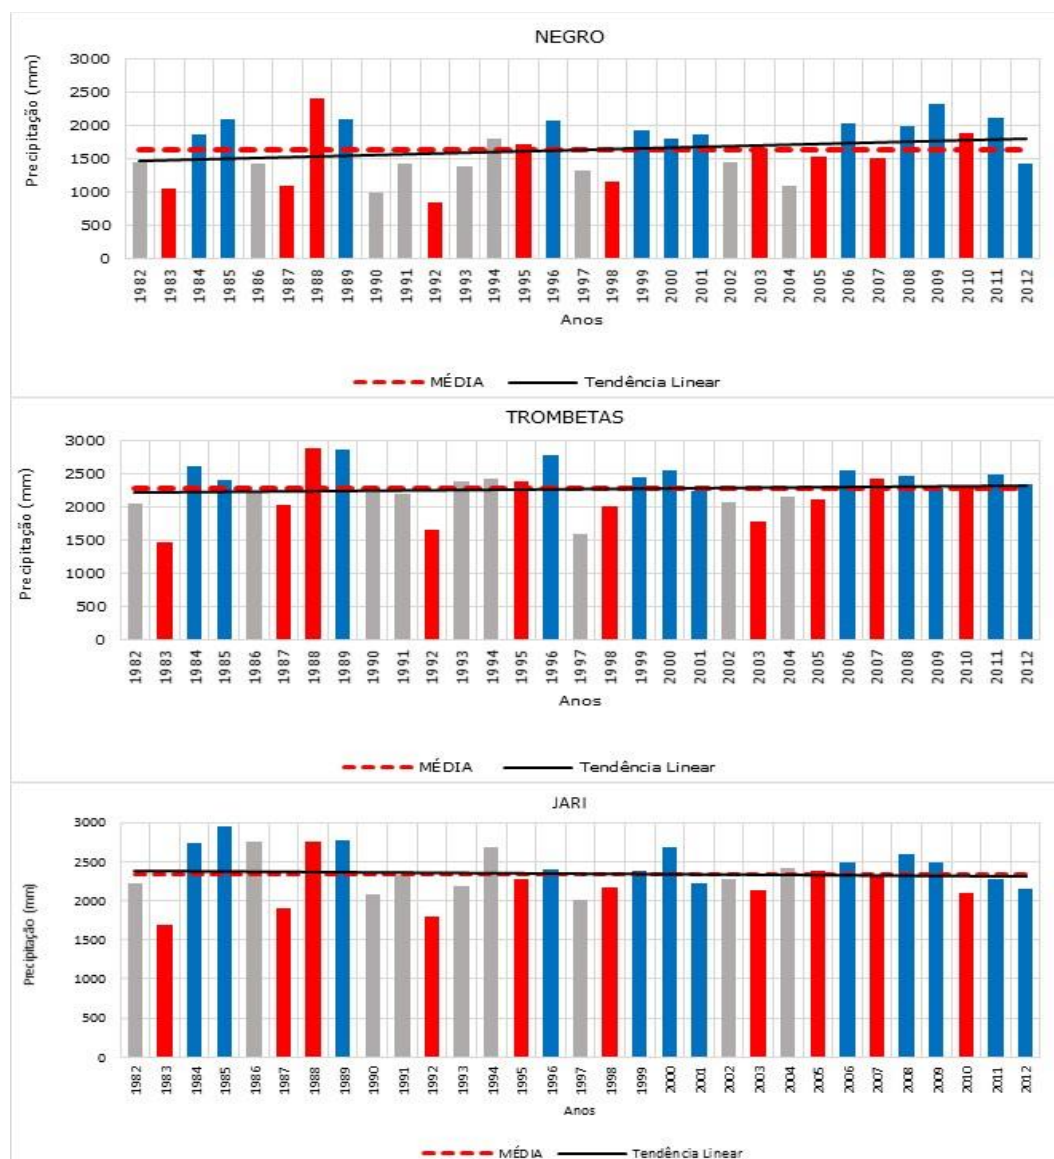 NEGRO
Precipitação (mm)
3000
2500
2000
1500
1000
500
0
1982 1983 1984 1985 1986 1987 1988 1989 1990 1991 1992 1993 1994 1995 1996 1997 1998 1999 2000 2001 2002 2003 2004 2005 2006 2007 2008 2009 2010 2011 2012
Anos
MÉDIA Tendência Linear
TROMBETAS
Precipitação (mm)
3000
2500
2000
1500
1000
500
0
1982 1983 1984 1985 1986 1987 1988 1989 1990 1991 1992 1993 1994 1995 1996 1997 1998 1999 2000 2001 2002 2003 2004 2005 2006 2007 2008 2009 2010 2011 2012
Anos
MÉDIA Tendência Linear
JARI
Precipitação (mm)
3000
2500
2000
1500
1000
500
0
1982 1983 1984 1985 1986 1987 1988 1989 1990 1991 1992 1993 1994 1995 1996 1997 1998 1999 2000 2001 2002 2003 2004 2005 2006 2007 2008 2009 2010 2011 2012
Anos
MÉDIA Tendência Linear